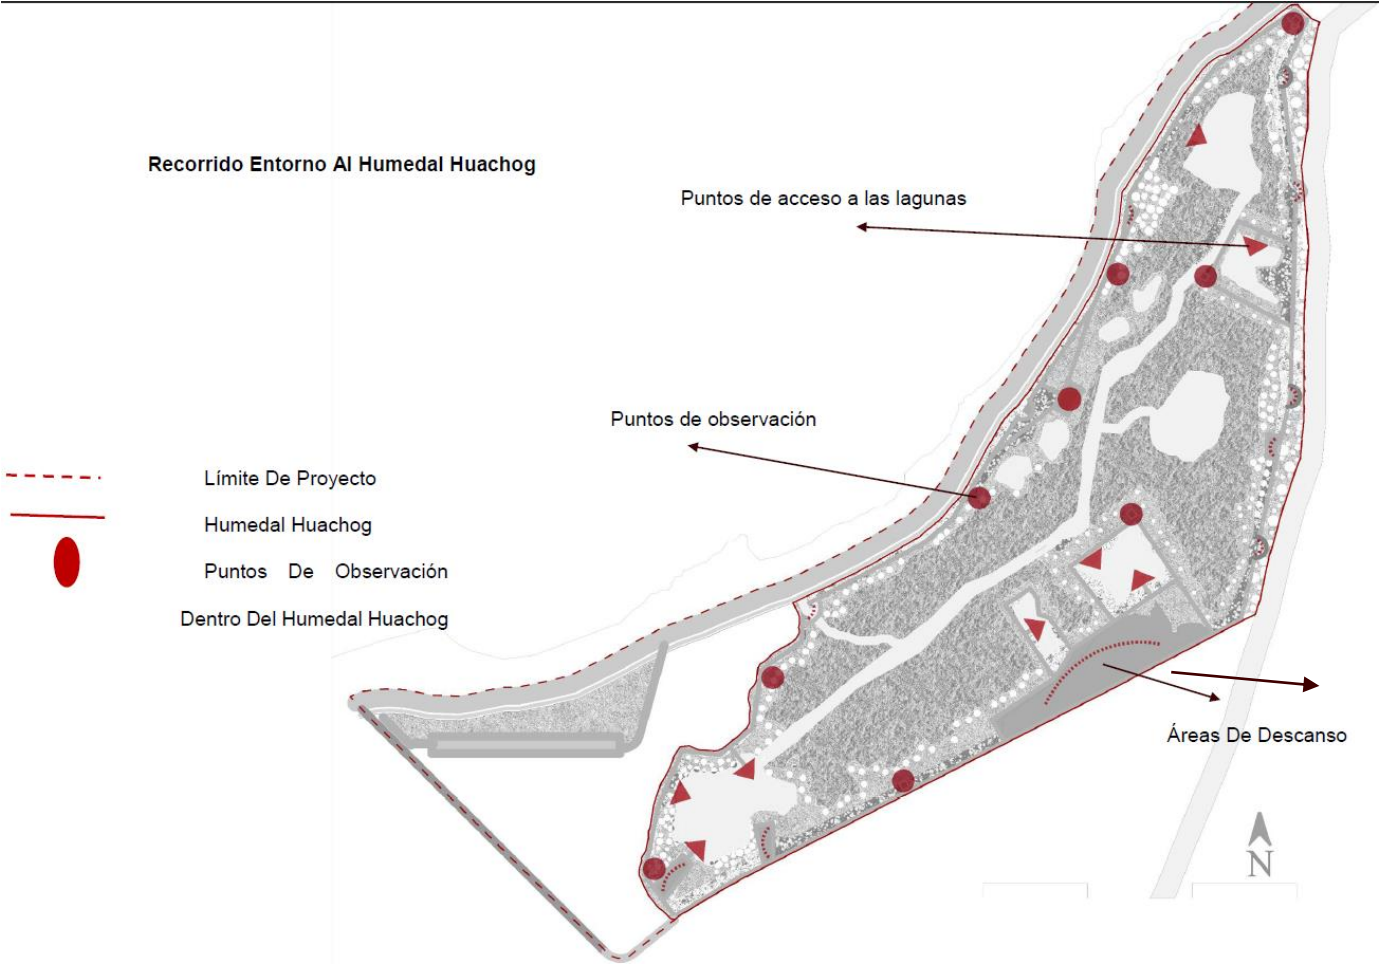 Recorrido Entorno Al Humedal Huachog
Puntos de acceso a las lagunas
Puntos de observación
Límite De Proyecto
Humedal Huachog
Puntos De Observación
Dentro Del Humedal Huachog
Áreas De Descanso
N